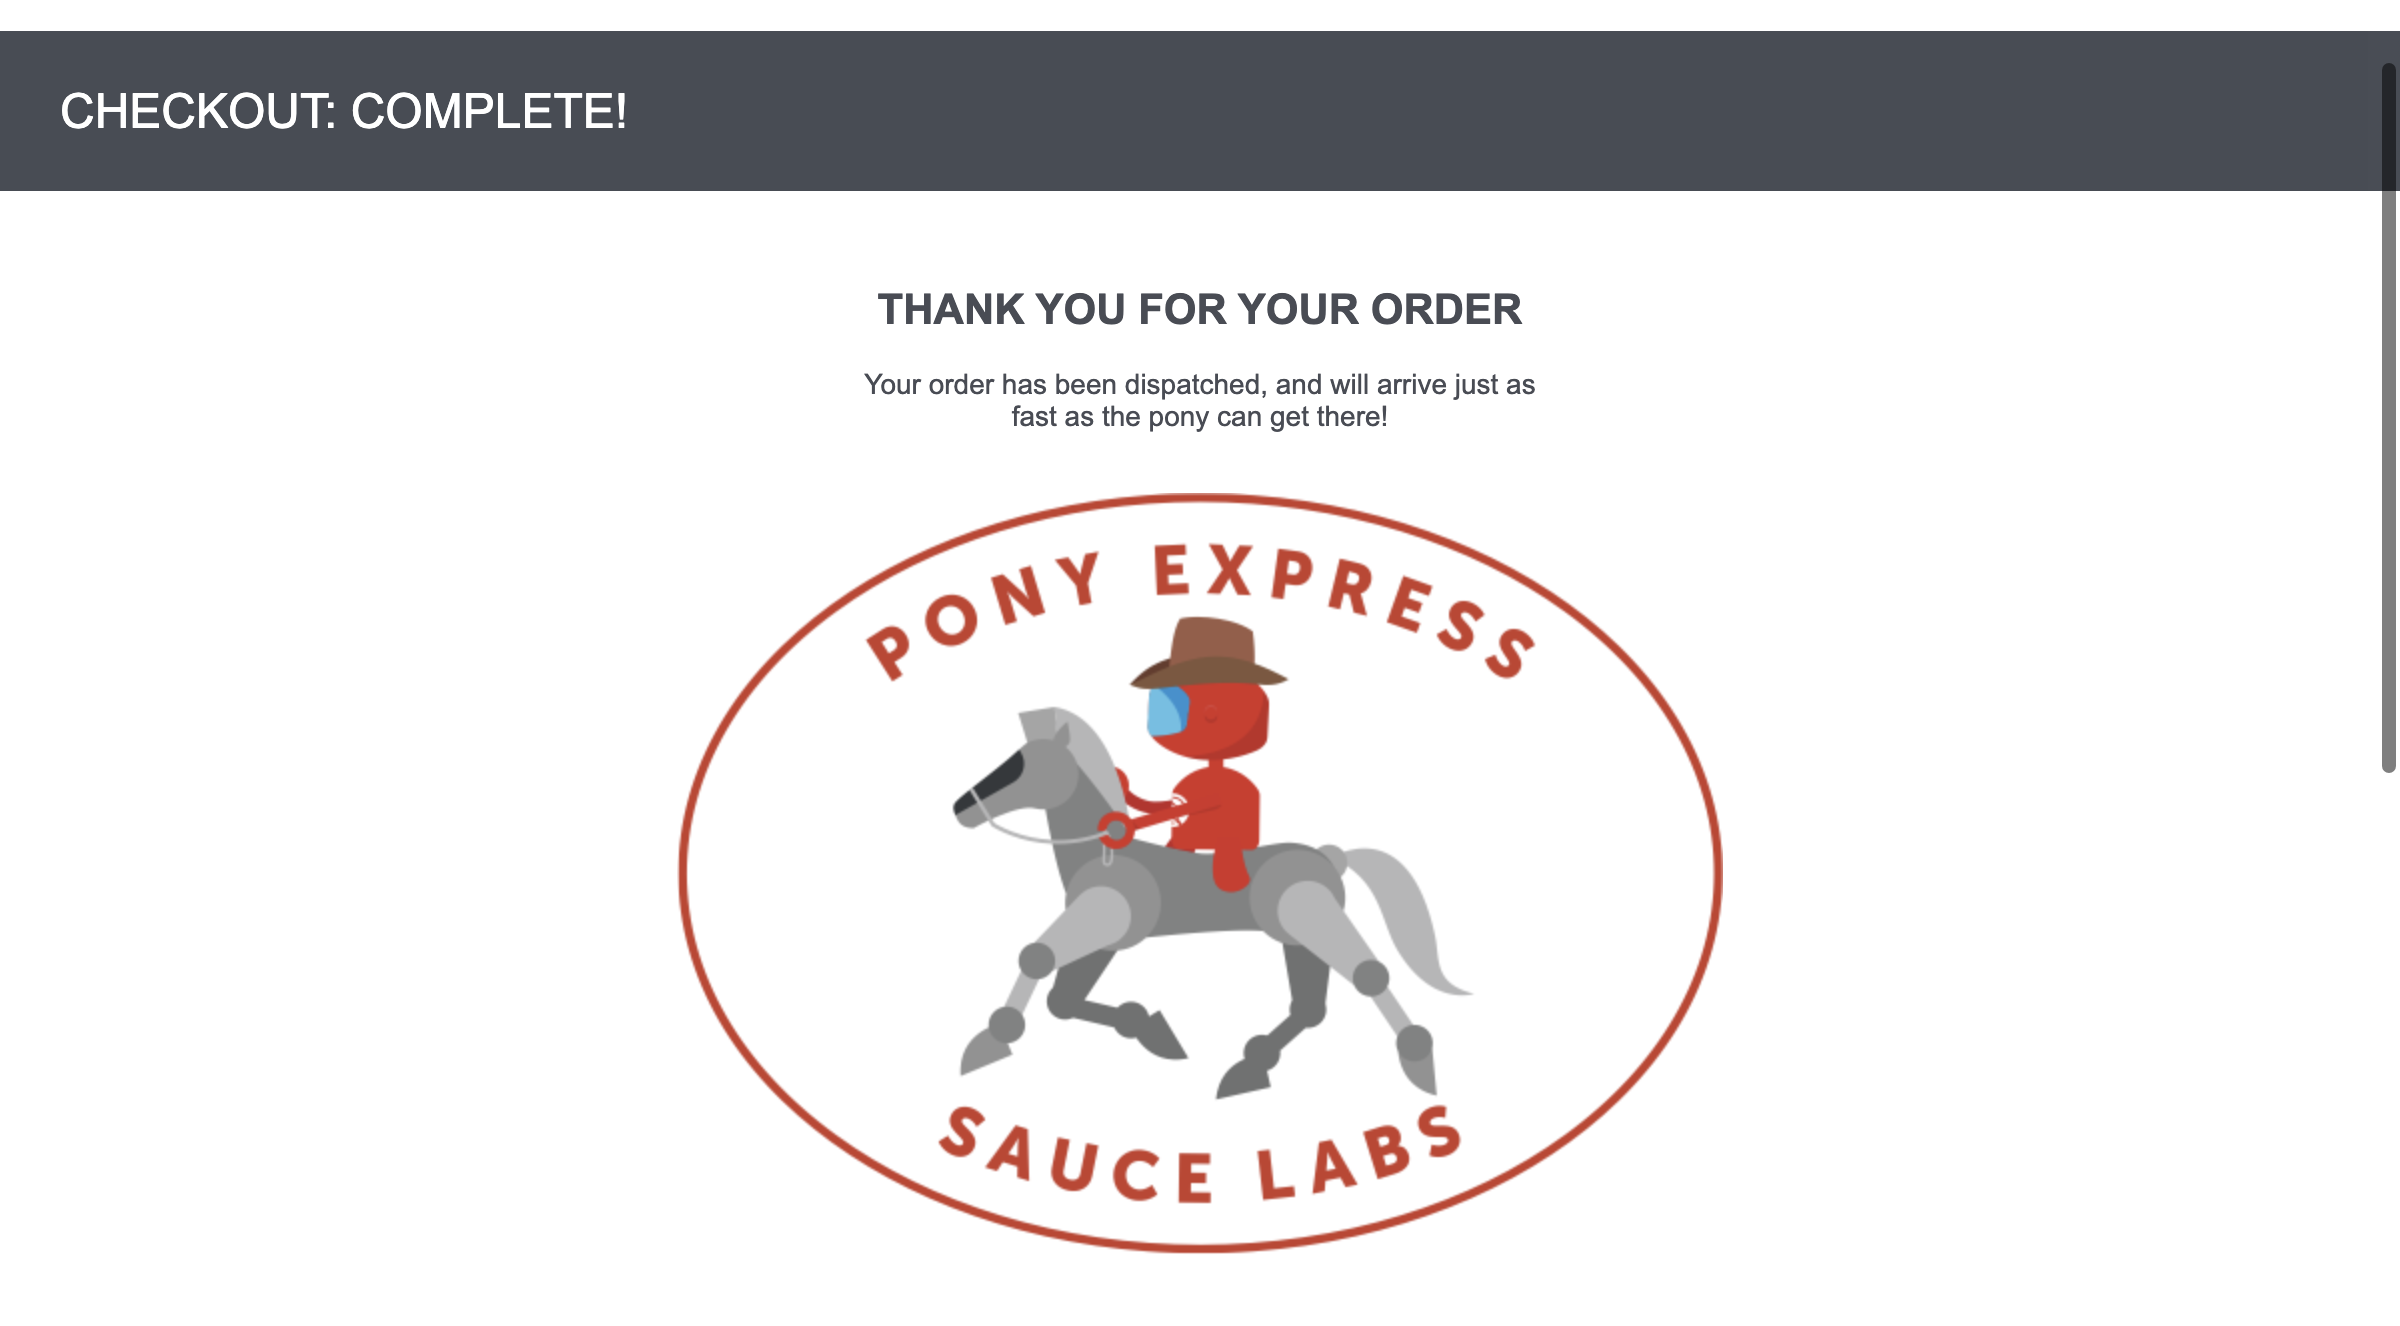 CHECKOUT: COMPLETE!
THANK YOU FOR YOUR ORDER
Your order has been dispatched, and will arrive just as
fast as the pony can get there!
PONY EXPRESS
SAUCE LABS